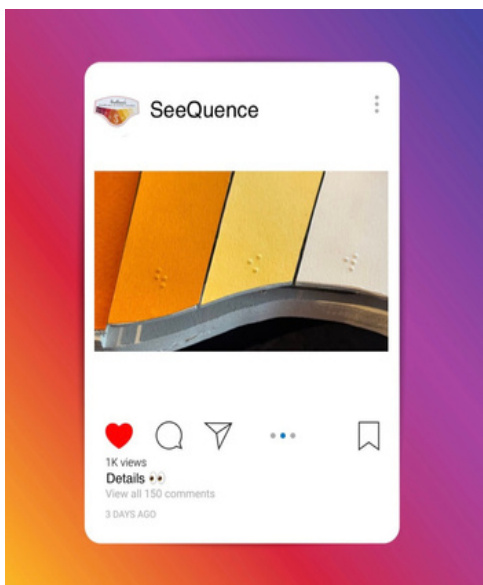 SeeQuence
1K views
Details 👀
View all 150 comments
3 DAYS AGO